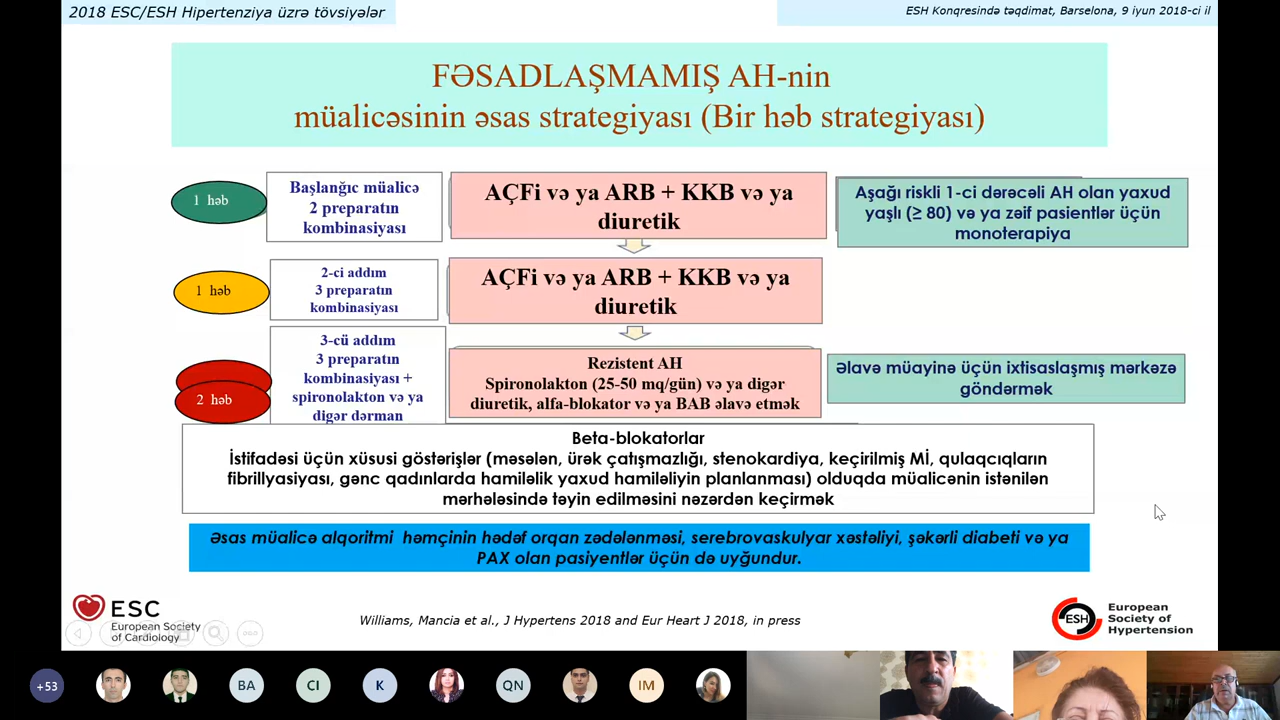 2018 ESC/ESH Hipertenziya üzrə tövsiyələr
ESH Konqresində təqdimat, Barselona, 9 iyun 2018-ci il
FƏSADLAŞMAMIŞ AH-nin
müalicəsinin əsas strategiyası (Bir həb strategiyası)
1 həb
Başlanğıc müalicə
2 preparatın
kombinasiyası
AÇFi və ya ARB + KKB və ya
diuretik
Aşağı riskli 1-ci dərəcəli AH olan yaxud
yaşlı (≥ 80) və ya zəif pasientlər üçün
monoterapiya
1 həb
2-ci addım
3 preparatın
kombinasiyası
AÇFi və ya ARB + KKB və ya
diuretik
2 həb
3-cü addım
3 preparatın
kombinasiyası +
spironolakton və ya
digər dərman
Rezistent AH
Spironolakton (25-50 mq/gün) və ya digər
diuretik, alfa-blokator və ya BAB əlavə etmək
Əlavə müayinə üçün ixtisaslaşmış mərkəzə
göndərmək
Beta-blokatorlar
İstifadəsi üçün xüsusi göstərişlər (məsələn, ürək çatışmazlığı, stenokardiya, keçirilmiş Mİ, qulaqcıqların
fibrillyasiyası, gənc qadınlarda hamiləlik yaxud hamiləliyin planlanması) olduqda müalicənin istənilən
mərhələsində təyin edilməsini nəzərdən keçirmək
Əsas müalicə alqoritmi həmçinin hədəf orqan zədələnməsi, serebrovaskulyar xəstəliyi, şəkərli diabeti və ya
PAX olan pasiyentlər üçün də uyğundur.
ESC
European Society
of Cardiology
Williams, Mancia et al., J Hypertens 2018 and Eur Heart J 2018, in press
ESH
European
Society of
Hypertension
+53
BA
CI
K
QN
IM